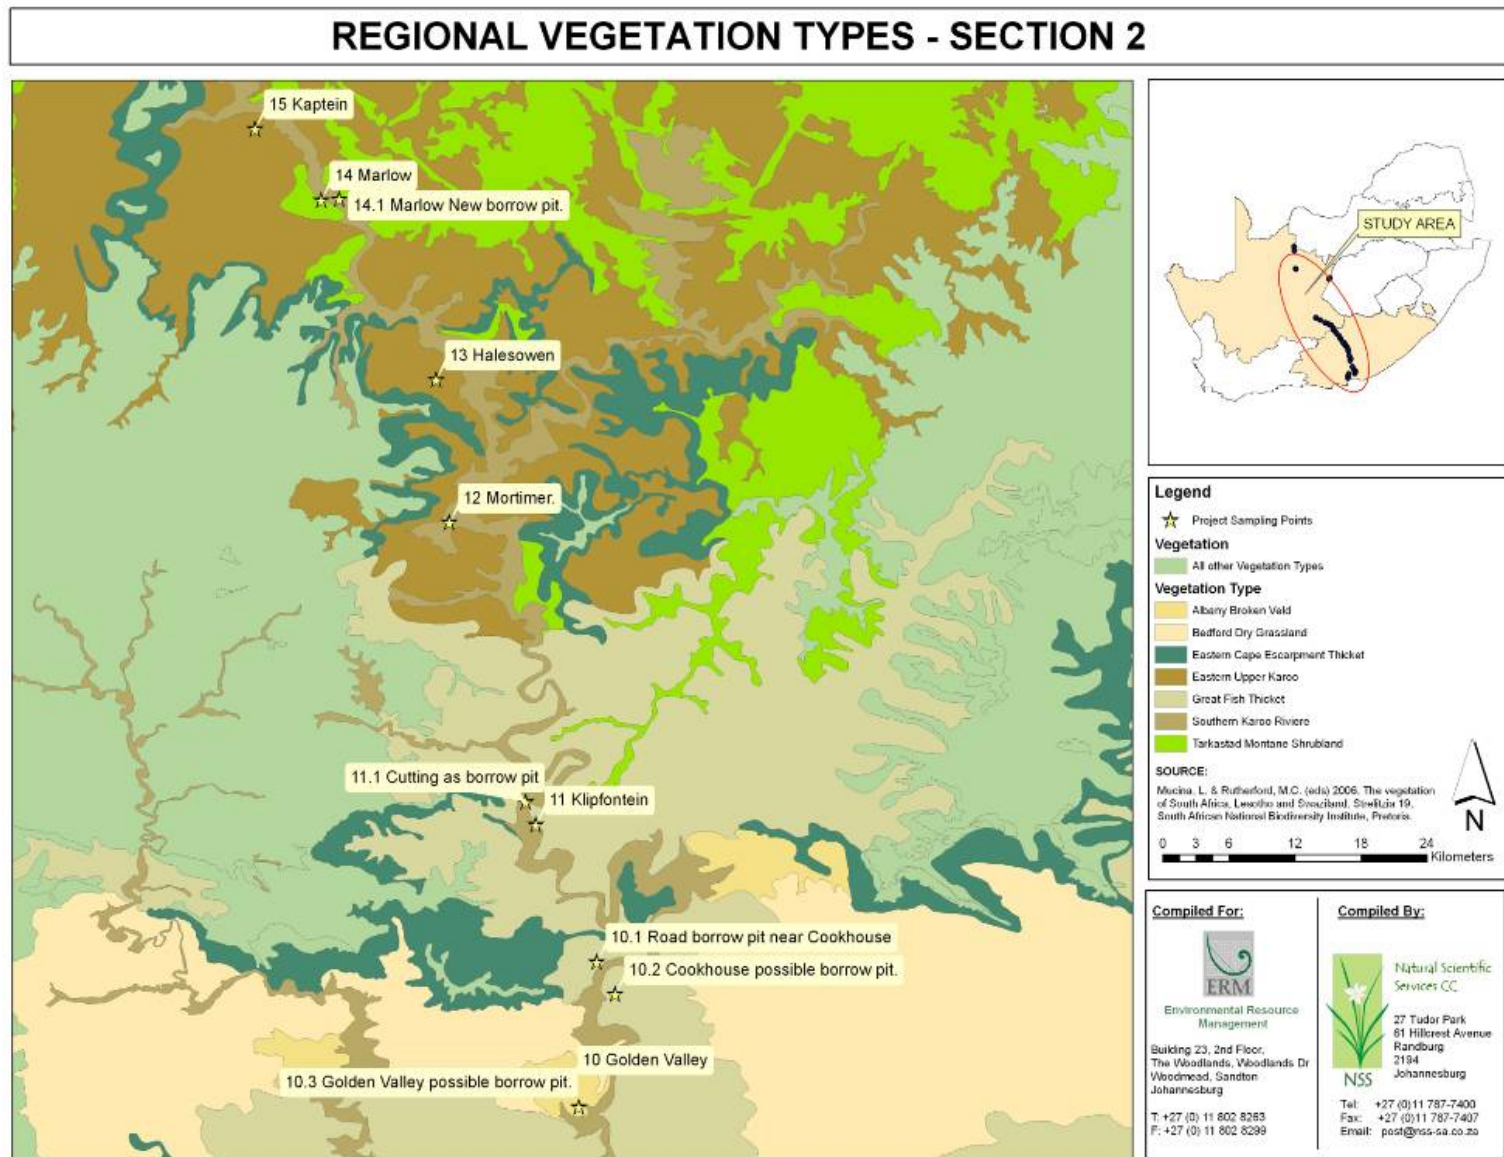 REGIONAL VEGETATION TYPES - SECTION 2
15 Kaptein
14 Marlow
14.1 Marlow New borrow pit.
13 Halesowen
12 Mortimer.
11.1 Cutting as borrow pit
11 Klipfontein
10.1 Road borrow pit near Cookhouse
10.2 Cookhouse possible borrow pit.
10 Golden Valley
10.3 Golden Valley possible borrow pit.
STUDY AREA
Legend
Project Sampling Points
Vegetation
All other Vegetation Types
Vegetation Type
Albany Broken Veld
Bedford Dry Grassland
Eastern Cape Escarpment Thicket
Eastern Upper Karoo
Great Fish Thicket
Southern Karoo Riviere
Tarkastad Montane Shrubland
SOURCE:
Mucina, L. & Rutherford, M.C. (eds) 2006. The vegetation
of South Africa, Lesotho and Swaziland. Strelitzia 19.
South African National Biodiversity Institute, Pretoria.
N
0 3 6 12 18 24
Kilometers
Compiled For:
ERM
Environmental Resource
Management
Building 23, 2nd Floor,
The Woodlands, Woodlands Dr
Woodmead, Sandton
Johannesburg
T: +27 (0) 11 802 8263
F: +27 (0) 11 802 8299
Compiled By:
Natural Scientific
Services CC
27 Tudor Park
61 Hillcrest Avenue
Randburg
2194
Johannesburg
NSS
Tel: +27 (0)11 787-7400
Fax: +27 (0)11 787-7407
Email: post@nss-sa.co.za